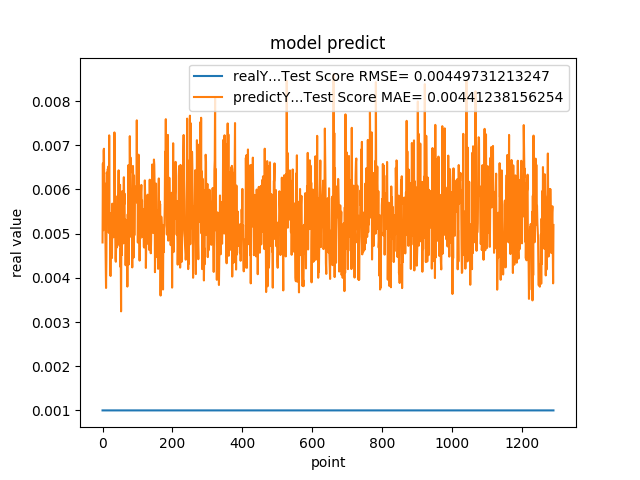 model predict
realY...Test Score RMSE= 0.00449731213247
predictY...Test Score MAE= 0.00441238156254
0.008
0.007
0.006
0.005
0.004
0.003
0.002
0.001
real value
0 200 400 600 800 1000 1200
point